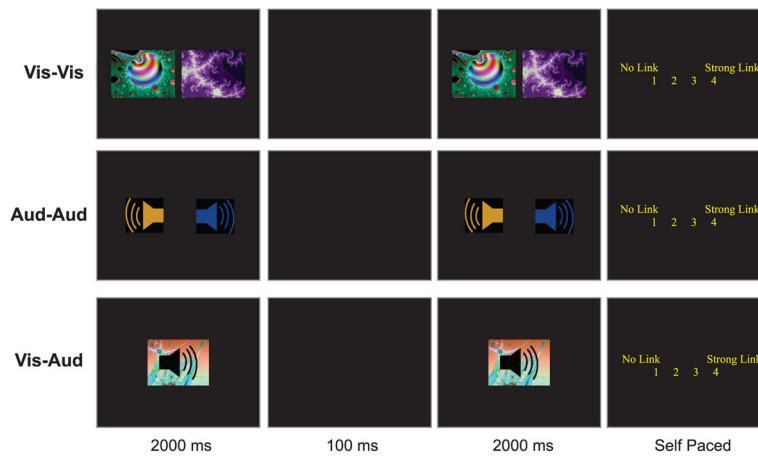 Vis-Vis
No Link Strong Link
1 2 3 4
Aud-Aud
No Link Strong Link
1 2 3 4
Vis-Aud
No Link Strong Link
1 2 3 4
2000 ms 100 ms 2000 ms Self Paced